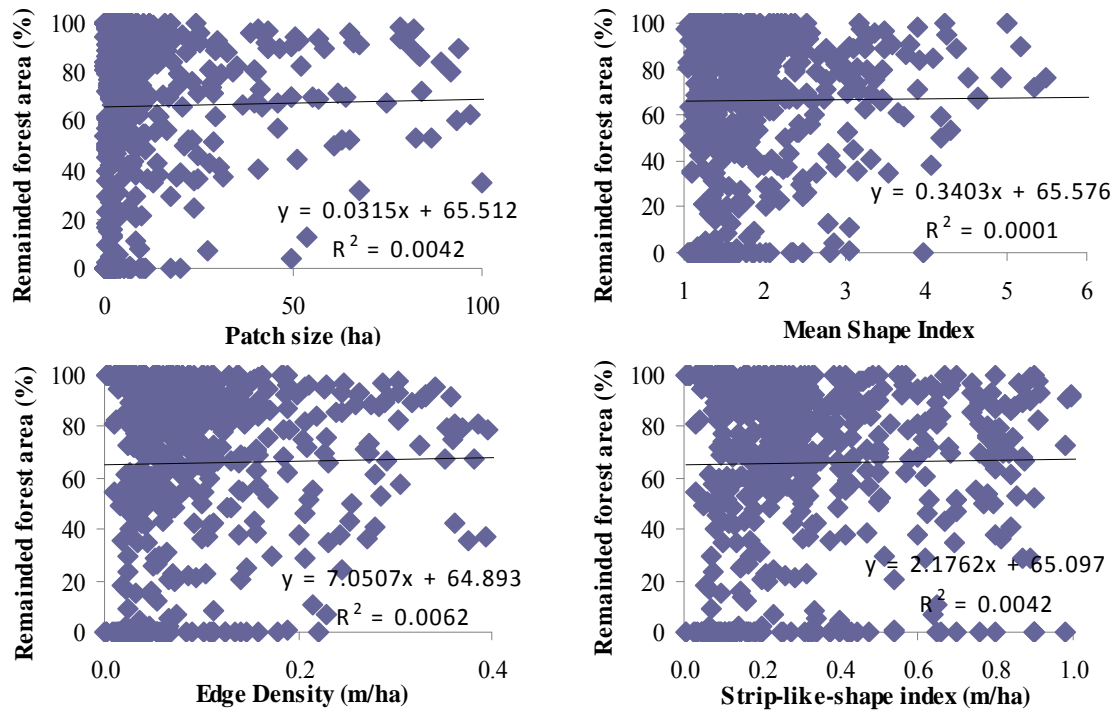 Remainded forest area (%)
100
80
60
40
20
0
y = 0.0315x + 65.512
R² = 0.0042
0 50 100
Patch size (ha)
Remainded forest area (%)
100
80
60
40
20
0
y = 0.3403x + 65.576
R² = 0.0001
1 2 3 4 5 6
Mean Shape Index
Remainded forest area (%)
100
80
60
40
20
0
y = 7.0507x + 64.893
R² = 0.0062
0.0 0.2 0.4
Edge Density (m/ha)
Remainded forest area (%)
100
80
60
40
20
0
y = 2.1762x + 65.097
R² = 0.0042
0.0 0.2 0.4 0.6 0.8 1.0
Strip-like-shape index (m/ha)